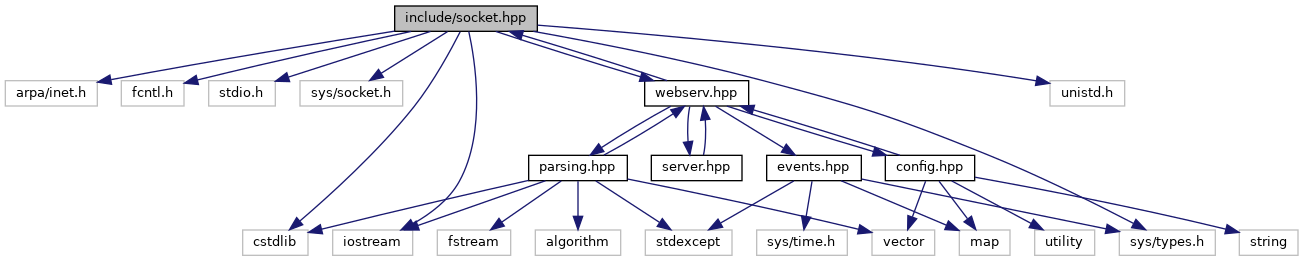 include/socket.hpp
arpa/inet.h
fcntl.h
stdio.h
sys/socket.h
webserv.hpp
unistd.h
parsing.hpp
server.hpp
events.hpp
config.hpp
cstdlib
iostream
fstream
algorithm
stdexcept
sys/time.h
vector
map
utility
sys/types.h
string